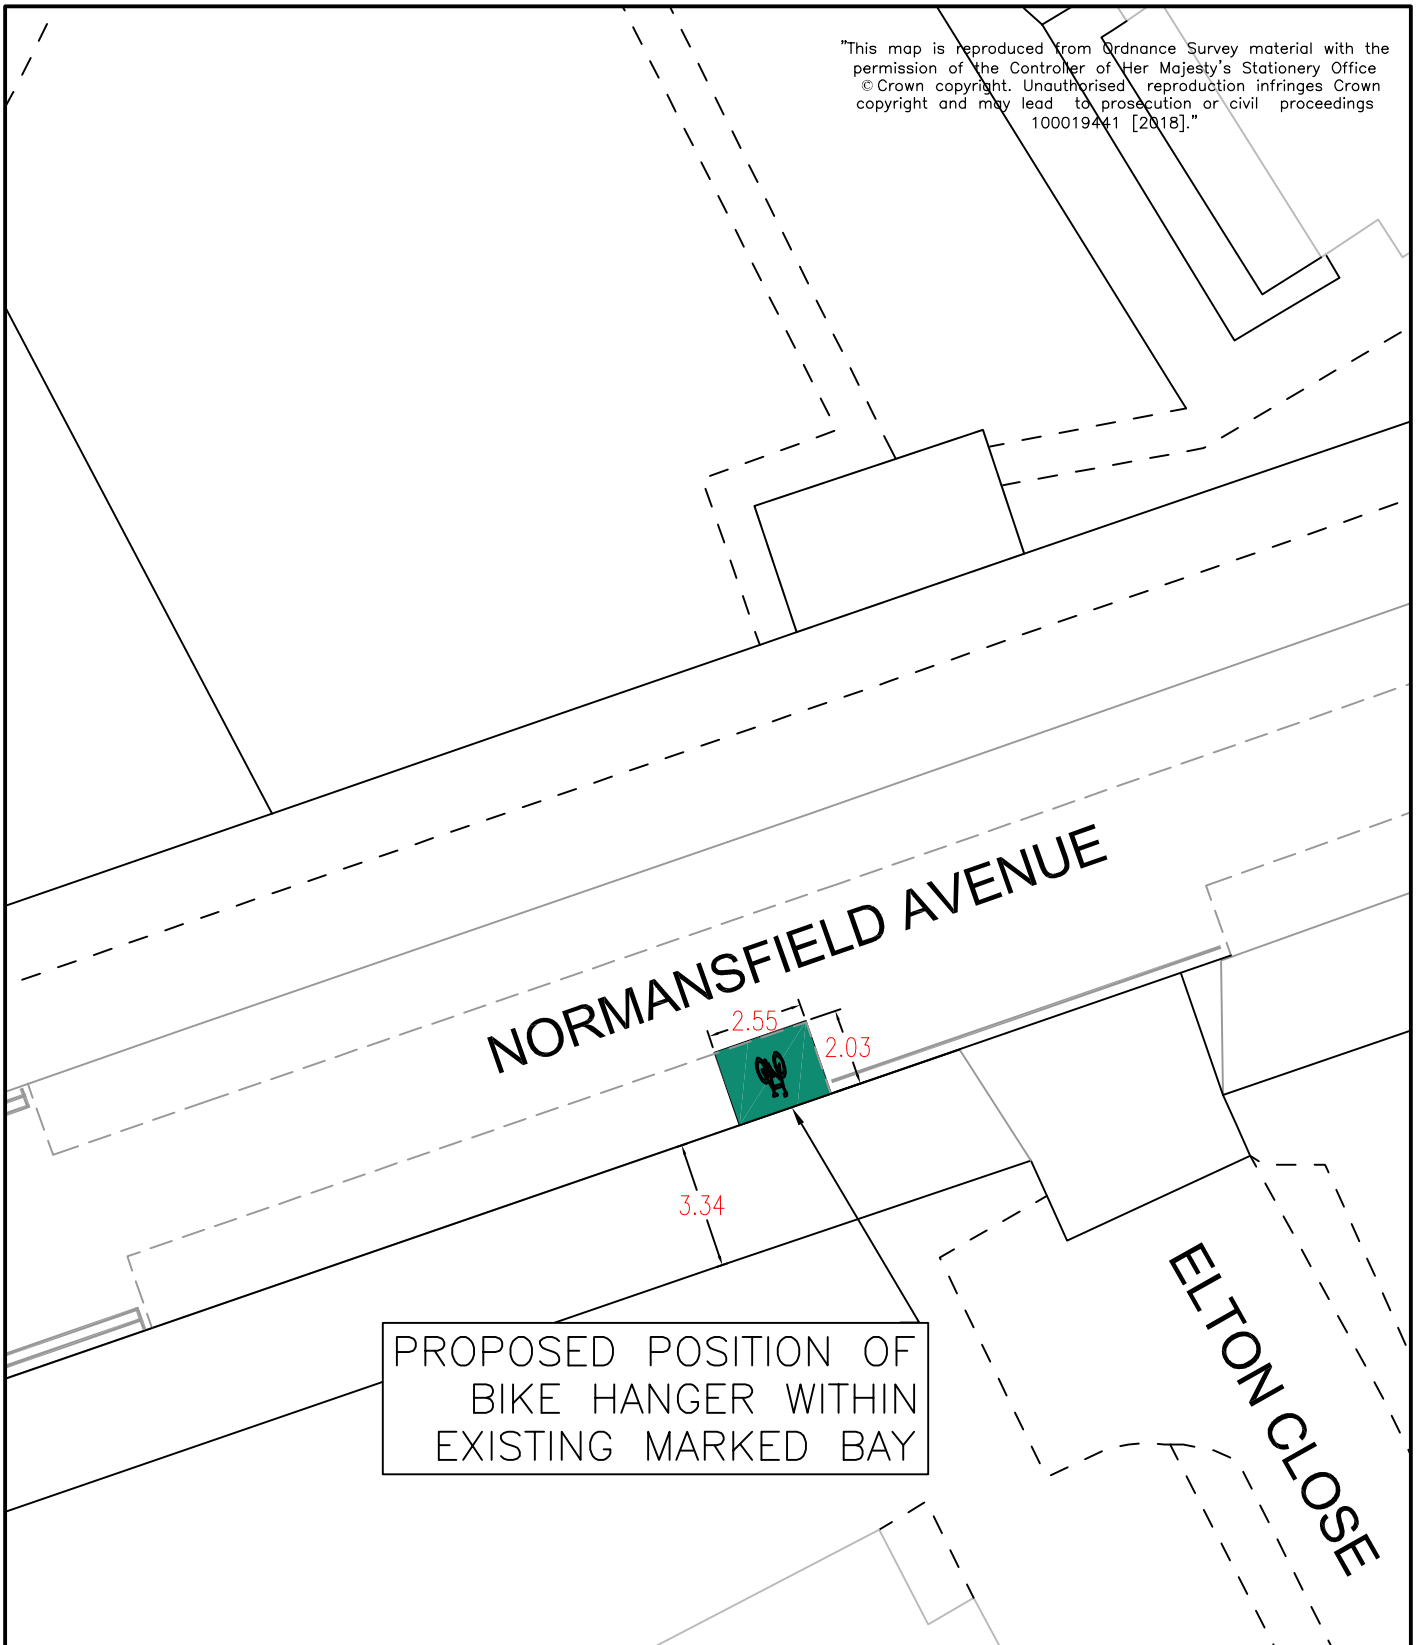 "This map is reproduced from Ordnance Survey material with the
permission of the Controller of Her Majesty's Stationery Office
© Crown copyright. Unauthorised reproduction infringes Crown
copyright and may lead to prosecution or civil proceedings
100019441 [2018]."
NORMANSFIELD AVENUE
2.55
2.03
3.34
PROPOSED POSITION OF
BIKE HANGER WITHIN
EXISTING MARKED BAY
ELTON CLOSE